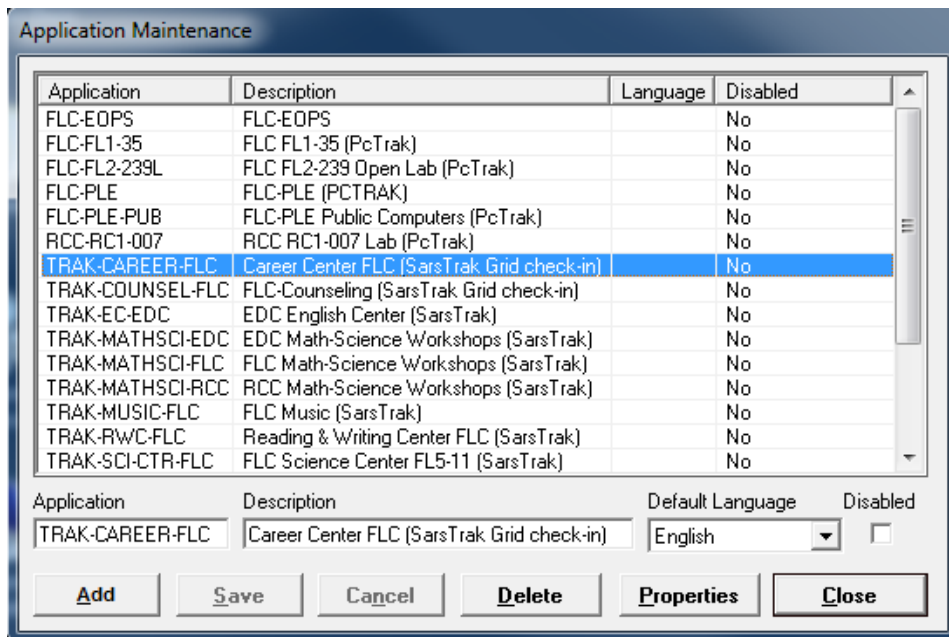 Application Maintenance
Application Description Language Disabled
FLC-EOPS FLC-EOPS No
FLC-FL1-35 FLC FL1-35 (PcTrak) No
FLC-FL2-239L FLC FL2-239 Open Lab (PcTrak) No
FLC-PLE FLC-PLE (PCTRAK) No
FLC-PLE-PUB FLC-PLE Public Computers (PcTrak) No
RCC-RC1-007 RCC RC1-007 Lab (PcTrak) No
TRAK-CAREER-FLC Career Center FLC (SarsTrak Grid check-in) No
TRAK-COUNSEL-FLC FLC-Counseling (SarsTrak Grid check-in) No
TRAK-EC-EDC EDC English Center (SarsTrak) No
TRAK-MATHSCI-EDC EDC Math-Science Workshops (SarsTrak) No
TRAK-MATHSCI-FLC FLC Math-Science Workshops (SarsTrak) No
TRAK-MATHSCI-RCC RCC Math-Science Workshops (SarsTrak) No
TRAK-MUSIC-FLC FLC Music (SarsTrak) No
TRAK-RWC-FLC Reading & Writing Center FLC (SarsTrak) No
TRAK-SCI-CTR-FLC FLC Science Center FL5-11 (SarsTrak) No
Application Description Default Language Disabled
TRAK-CAREER-FLC Career Center FLC (SarsTrak Grid check-in) English
Add Save Cancel Delete Properties Close